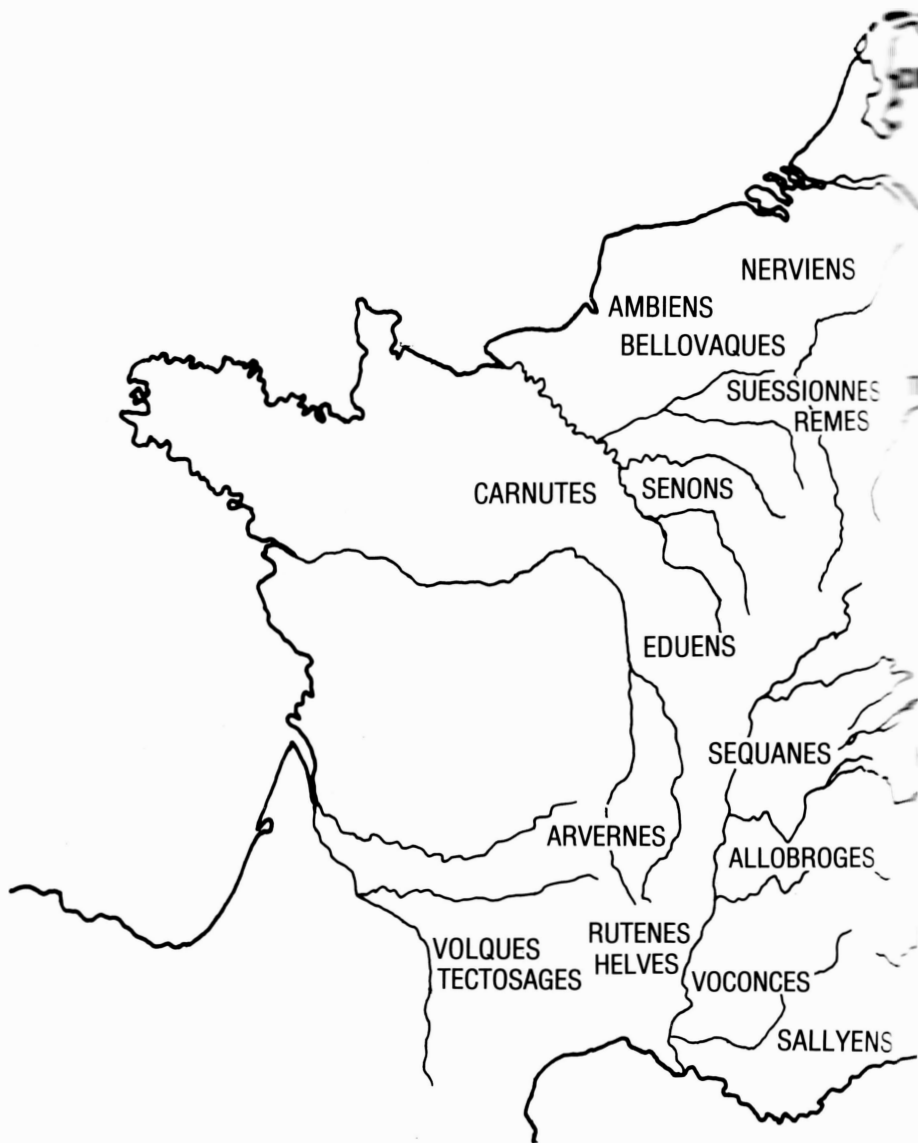 NERVIENS
AMBIENS
BELLOVAQUES
SUESSIONNES
REMES
CARNUTES
SENONS
EDUENS
SEQUANES
ARVERNES
ALLOBROGES
RUTENES
HELVES
VOLQUES
TECTOSAGES
VOCONCES
SALLYENS